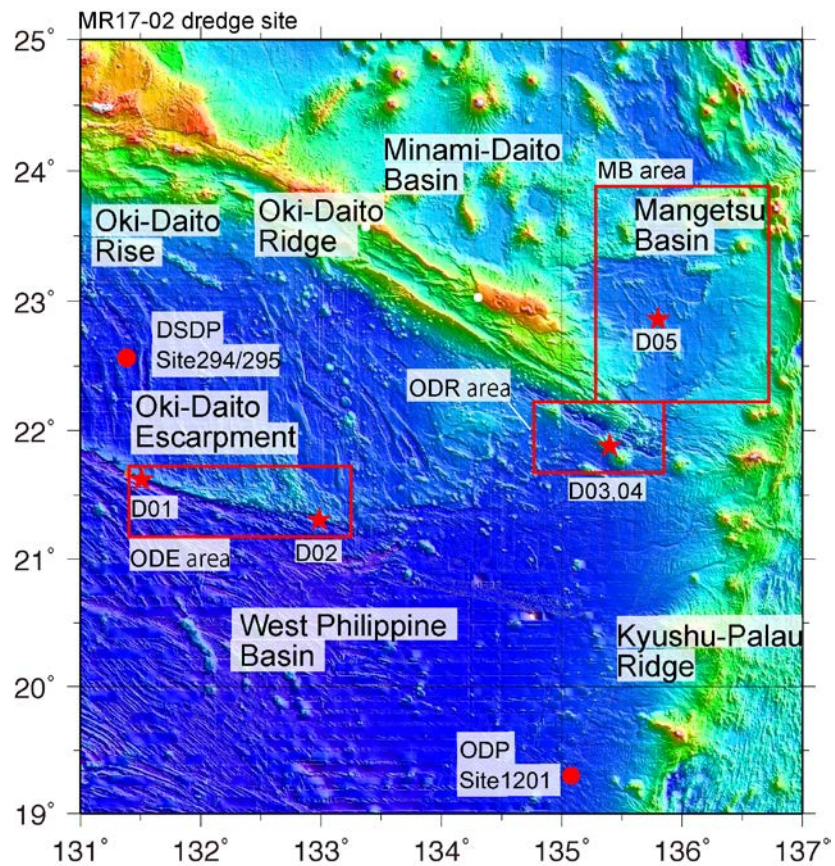 MR17-02 dredge site
25°
24°
23°
22°
21°
20°
19°
Minami-Daito
Basin
MB area
Mangetsu
Basin
Oki-Daito
Rise
Oki-Daito
Ridge
D05
DSDP
Site294/295
ODR area
Oki-Daito
Escarpment
D01
D02
D03,04
ODE area
West Philippine
Basin
Kyushu-Palau
Ridge
ODP
Site1201
131° 132° 133° 134° 135° 136° 137°